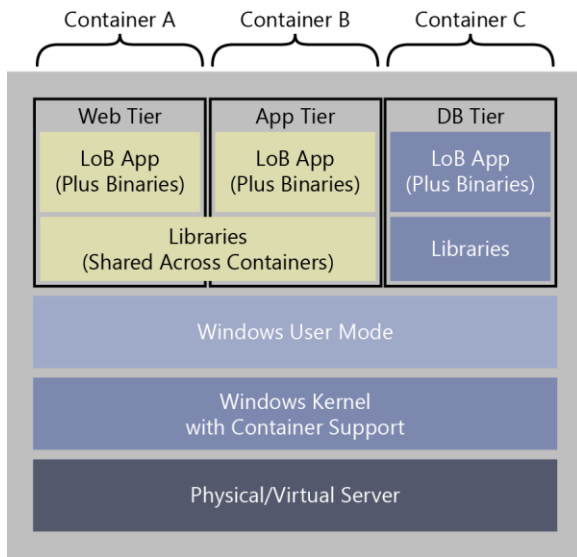 Container A
Container B
Container C
Web Tier
App Tier
DB Tier
LoB App
(Plus Binaries)
LoB App
(Plus Binaries)
LoB App
(Plus Binaries)
Libraries
(Shared Across Containers)
Libraries
Windows User Mode
Windows Kernel
with Container Support
Physical/Virtual Server